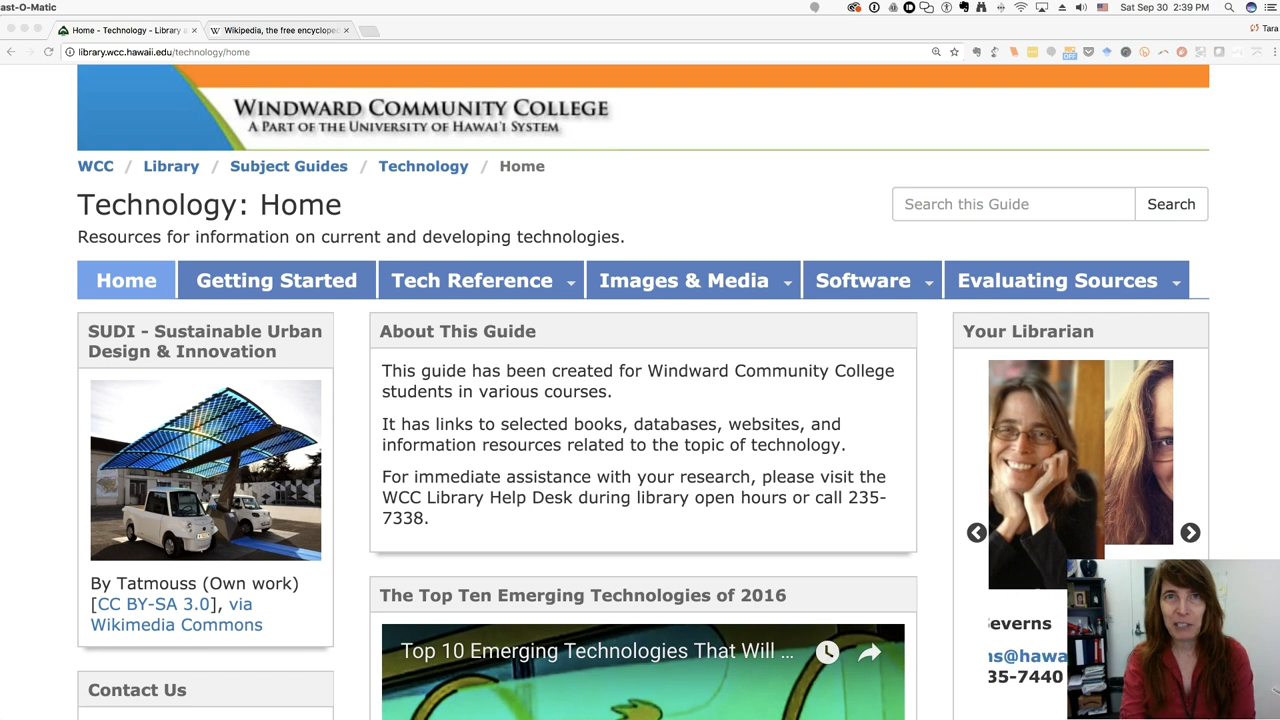 ast-O-Matic
Sat Sep 30 2:39 PM
Home - Technology - Library
Wikipedia, the free encycloped
Tara
library.wcc.hawaii.edu/technology/home
OFF
WINDWARD COMMUNITY COLLEGE
A PART OF THE UNIVERSITY OF HAWAI'I SYSTEM
WCC / Library / Subject Guides / Technology / Home
Technology: Home
Search this Guide
Search
Resources for information on current and developing technologies.
Home
Getting Started
Tech Reference
Images & Media
Software
Evaluating Sources
SUDI - Sustainable Urban
Design & Innovation
By Tatmouss (Own work)
[CC BY-SA 3.0], via
Wikimedia Commons
Contact Us
About This Guide
This guide has been created for Windward Community College
students in various courses.
It has links to selected books, databases, websites, and
information resources related to the topic of technology.
For immediate assistance with your research, please visit the
WCC Library Help Desk during library open hours or call 235-
7338.
The Top Ten Emerging Technologies of 2016
Top 10 Emerging Technologies That Will ...
Your Librarian
Severns
ns@hawa
35-7440